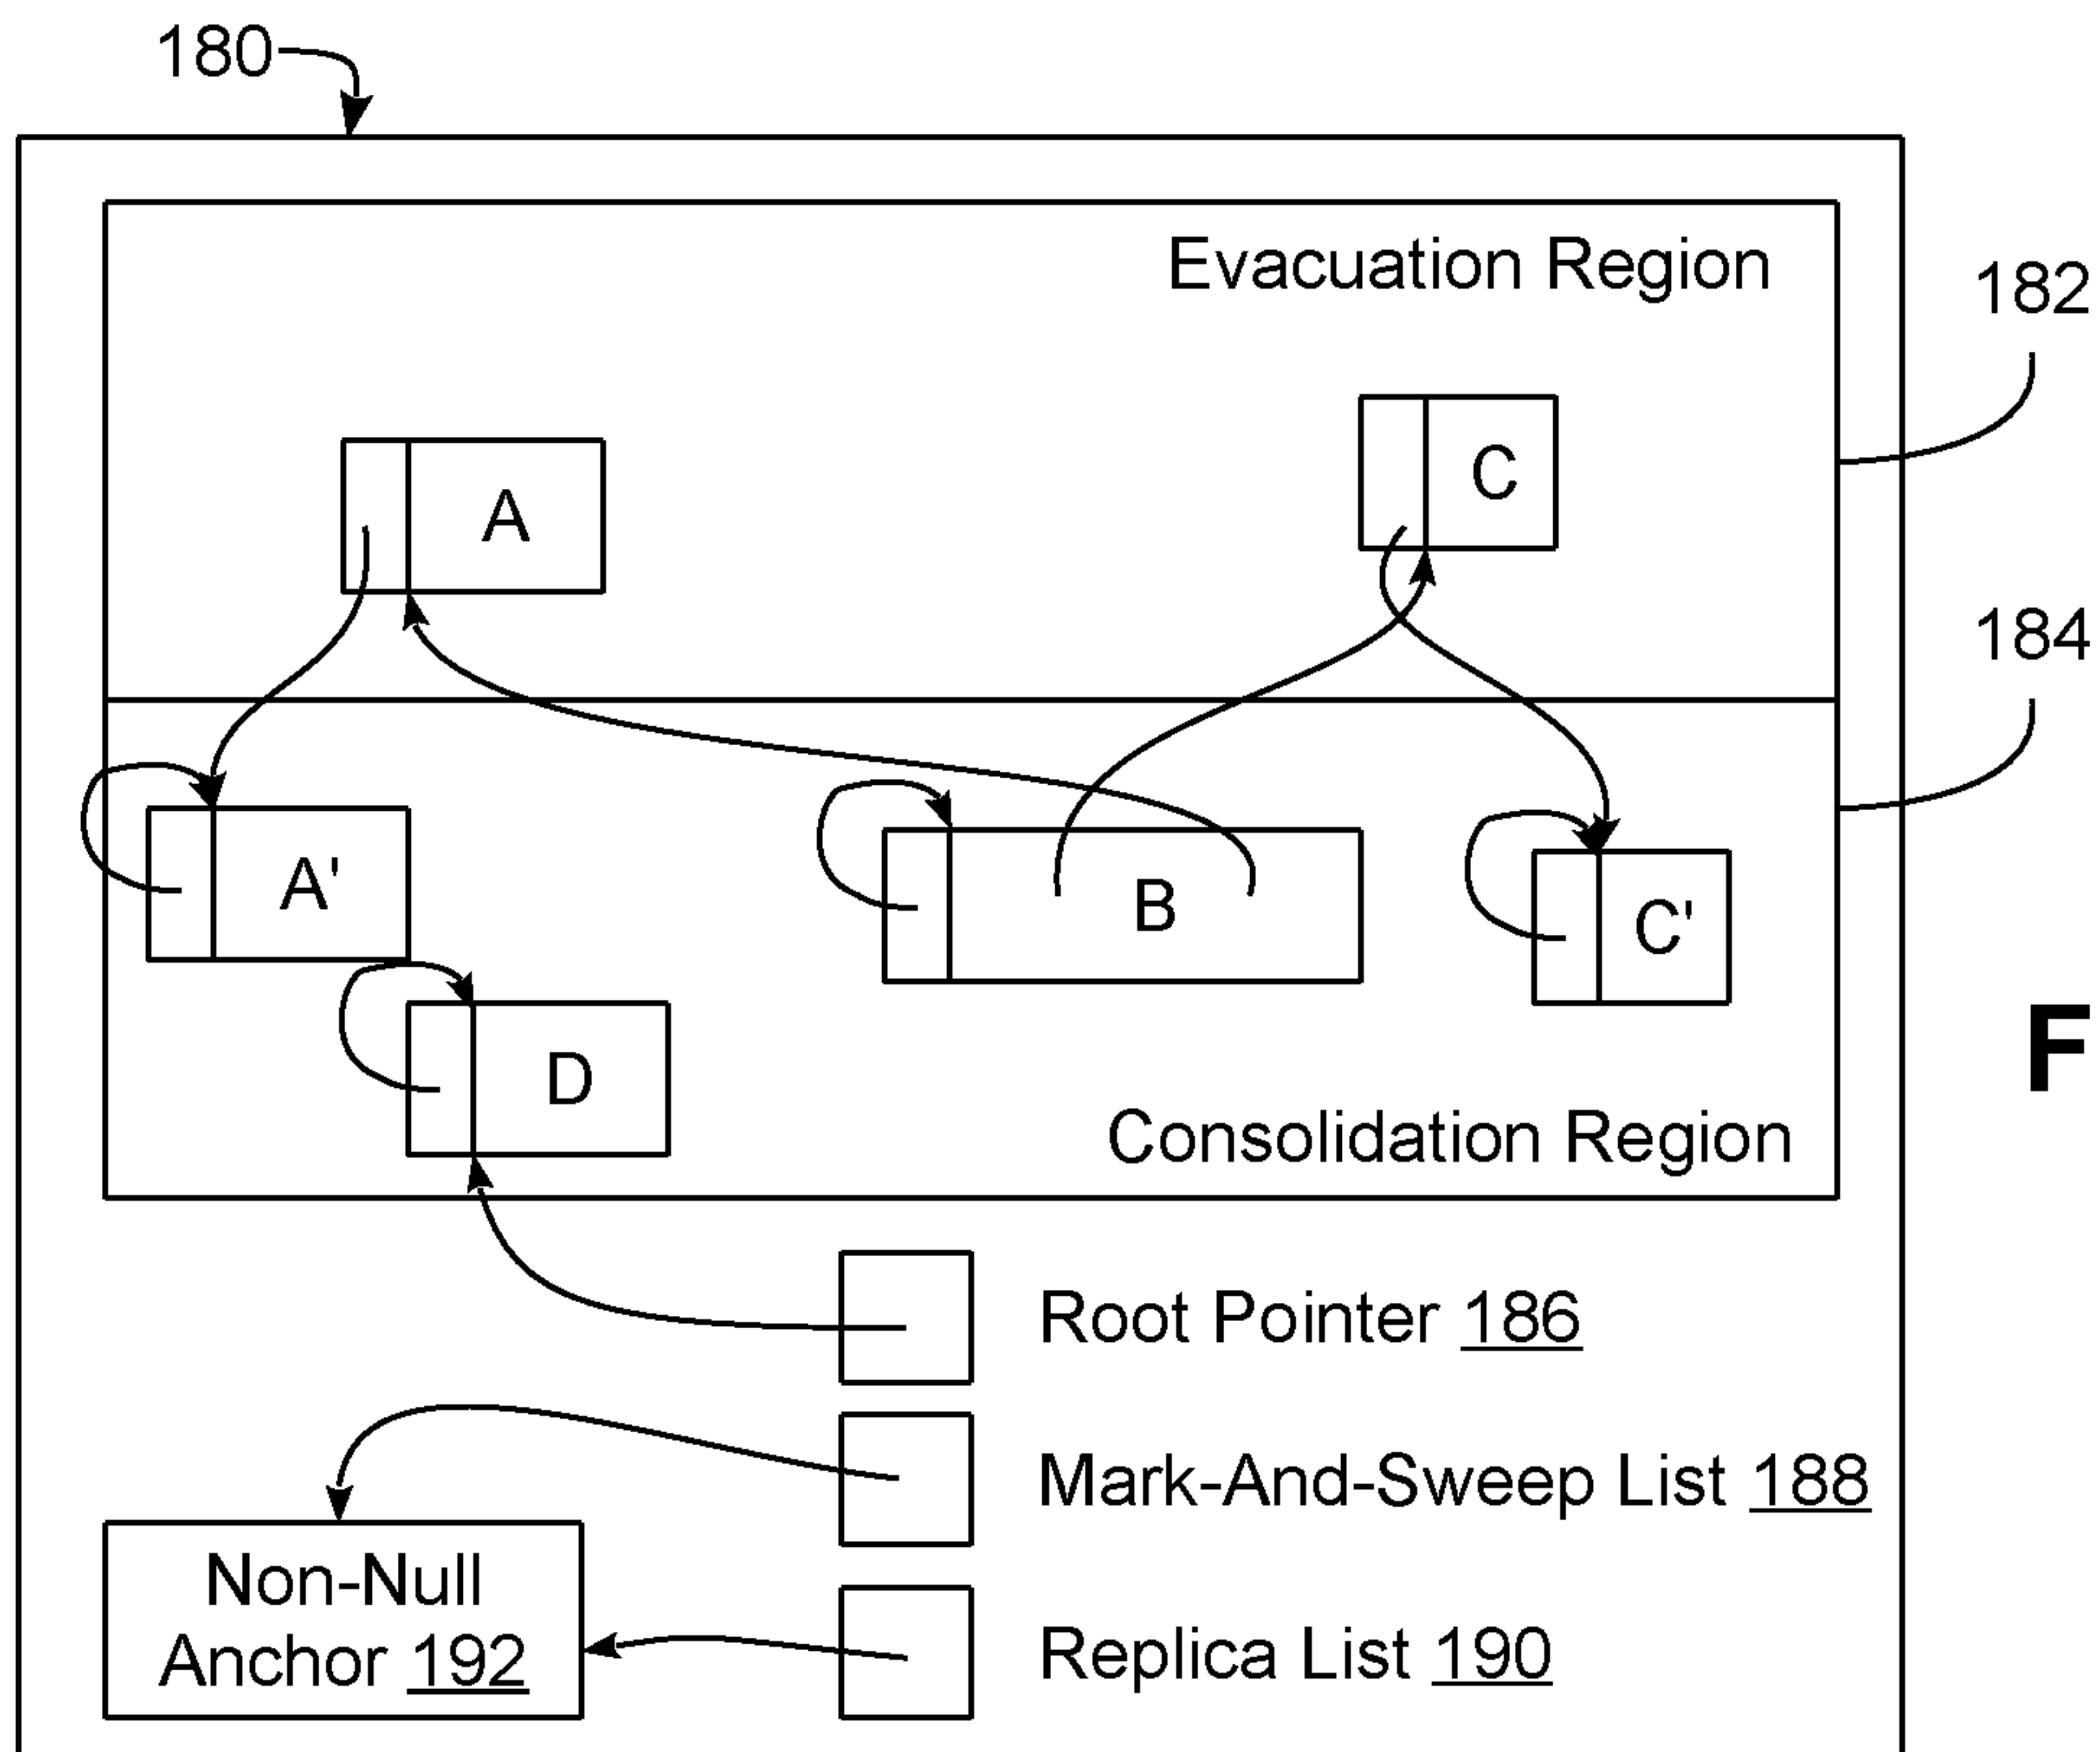 180
Evacuation Region
182
C
A
184
A'
B
C'
F
D
Consolidation Region
Root Pointer 186
Mark-And-Sweep List 188
Non-Null
Anchor 192
Replica List 190